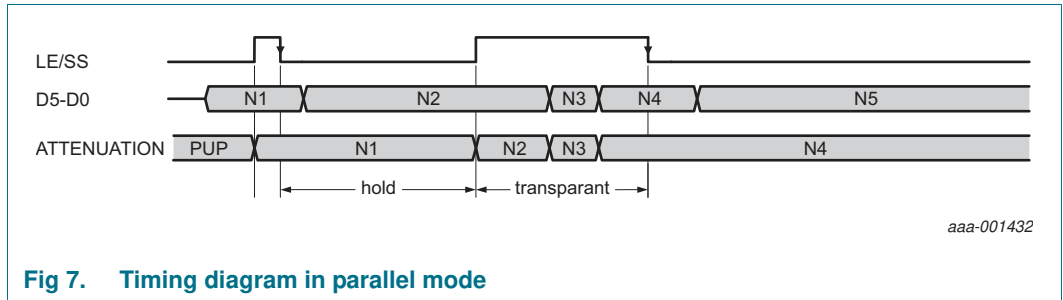 LE/SS
D5-D0 N1 N2 N3 N4 N5
ATTENUATION PUP N1 N2 N3 N4
hold transparant
aaa-001432
Fig 7. Timing diagram in parallel mode